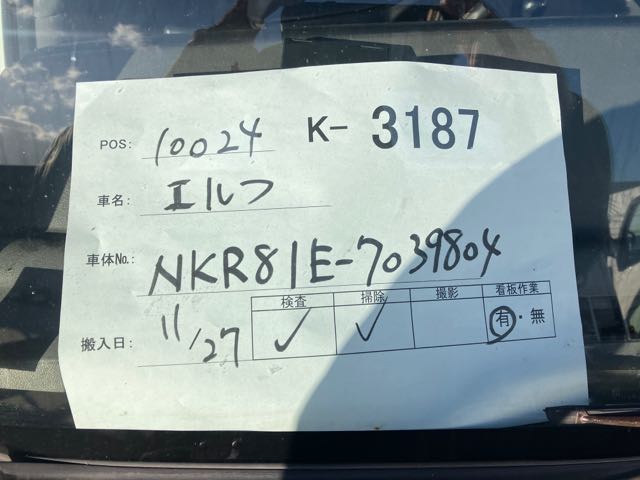 POS: 10024 K- 3187
車名: エルフ
車体No.: NKR81E-7039804
検査 掃除 撮影 看板作業
搬入日: 11/27 ✓ ✓ 有・無